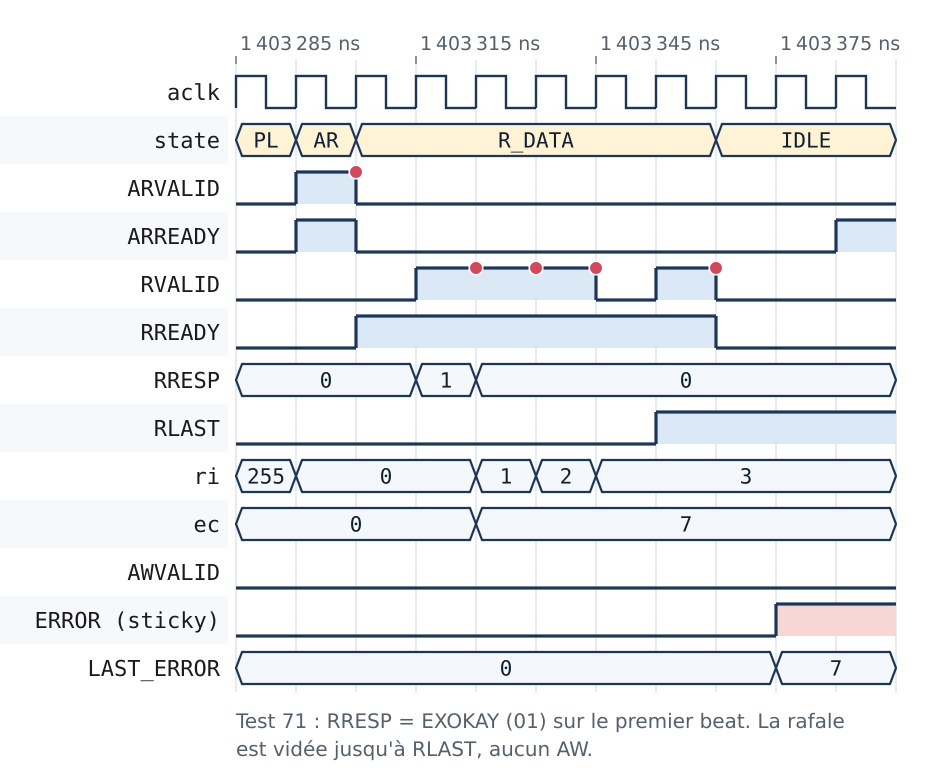 1 403 285 ns 1 403 315 ns 1 403 345 ns 1 403 375 ns
aclk
state PL AR R_DATA IDLE
ARVALID
ARREADY
RVALID
RREADY
RRESP 0 1 0
RLAST
ri 255 0 1 2 3
ec 0 7
AWVALID
ERROR (sticky)
LAST_ERROR 0 7
Test 71 : RRESP = EXOKAY (01) sur le premier beat. La rafale
est vidée jusqu'à RLAST, aucun AW.